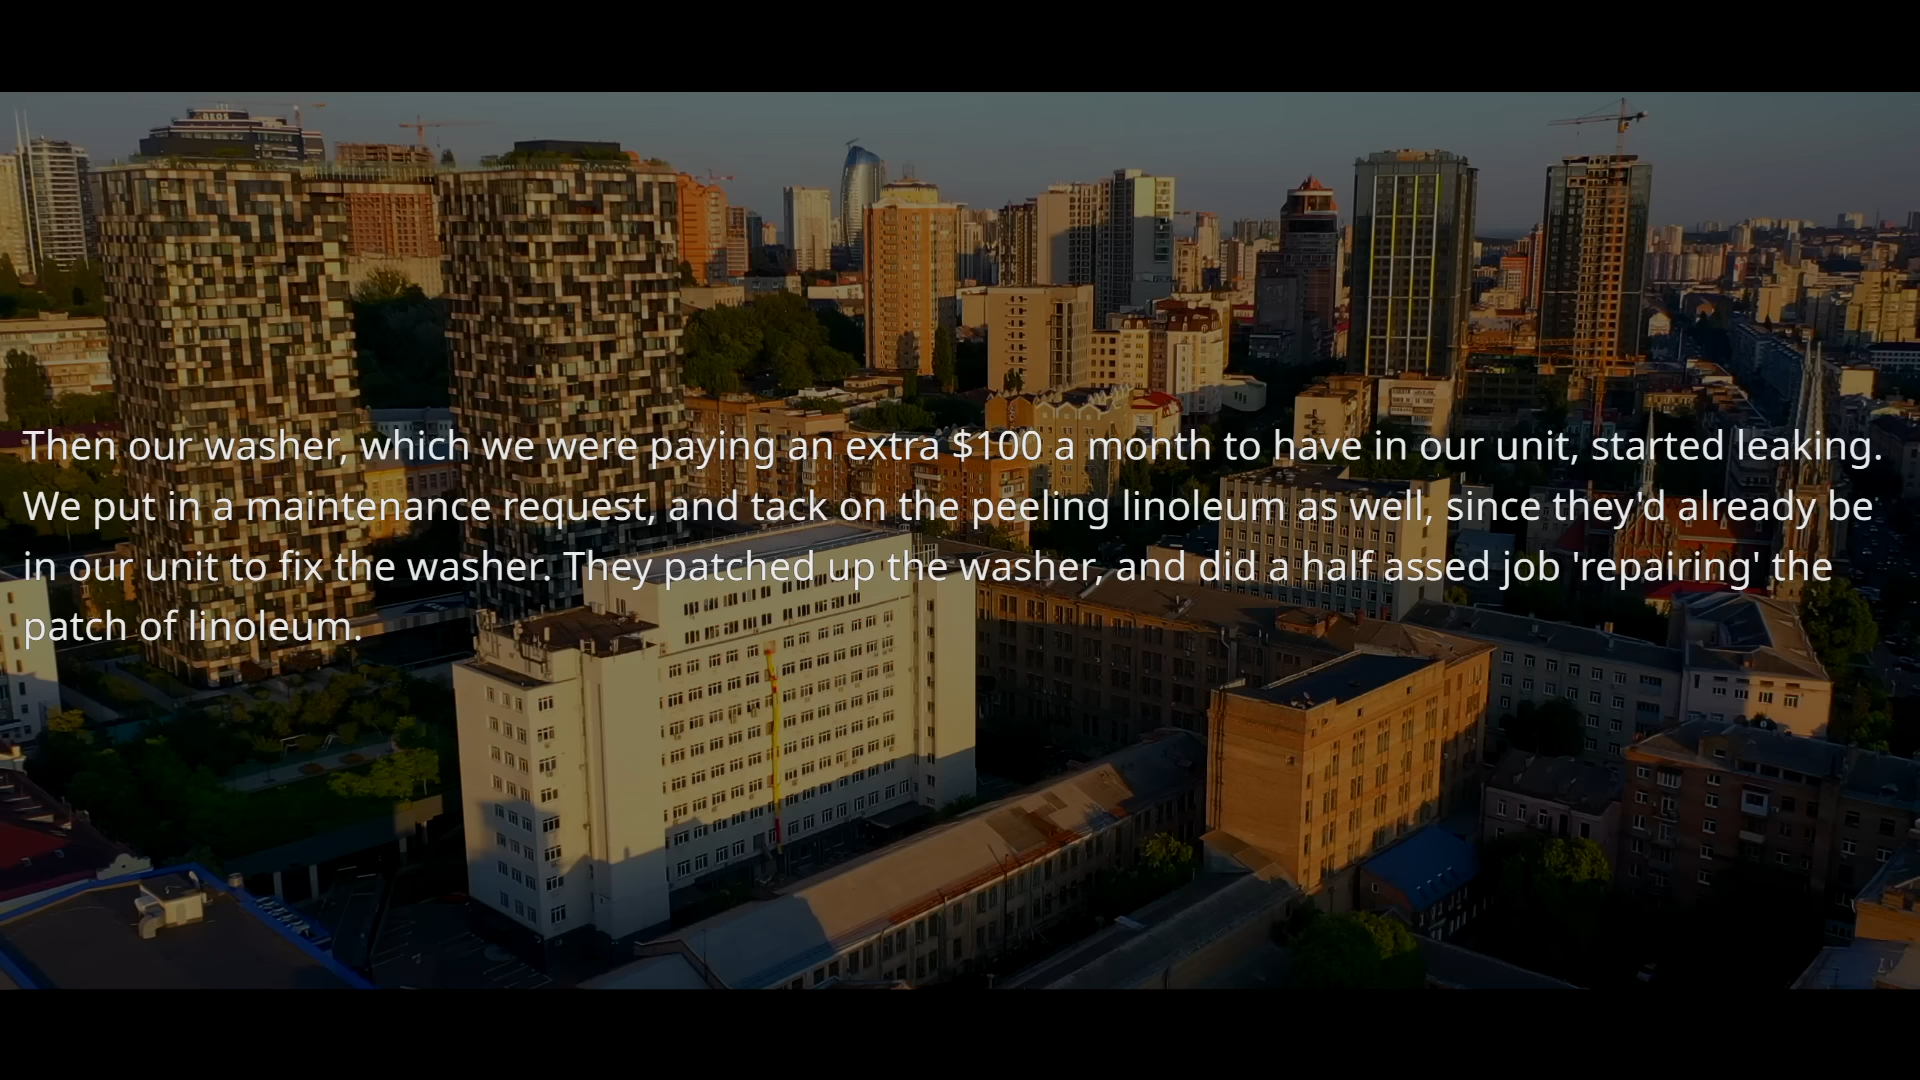 GEOS
Then our washer, which we were paying an extra $100 a month to have in our unit, started leaking.
We put in a maintenance request, and tack on the peeling linoleum as well, since they'd already be
in our unit to fix the washer. They patched up the washer, and did a half assed job 'repairing' the
patch of linoleum.